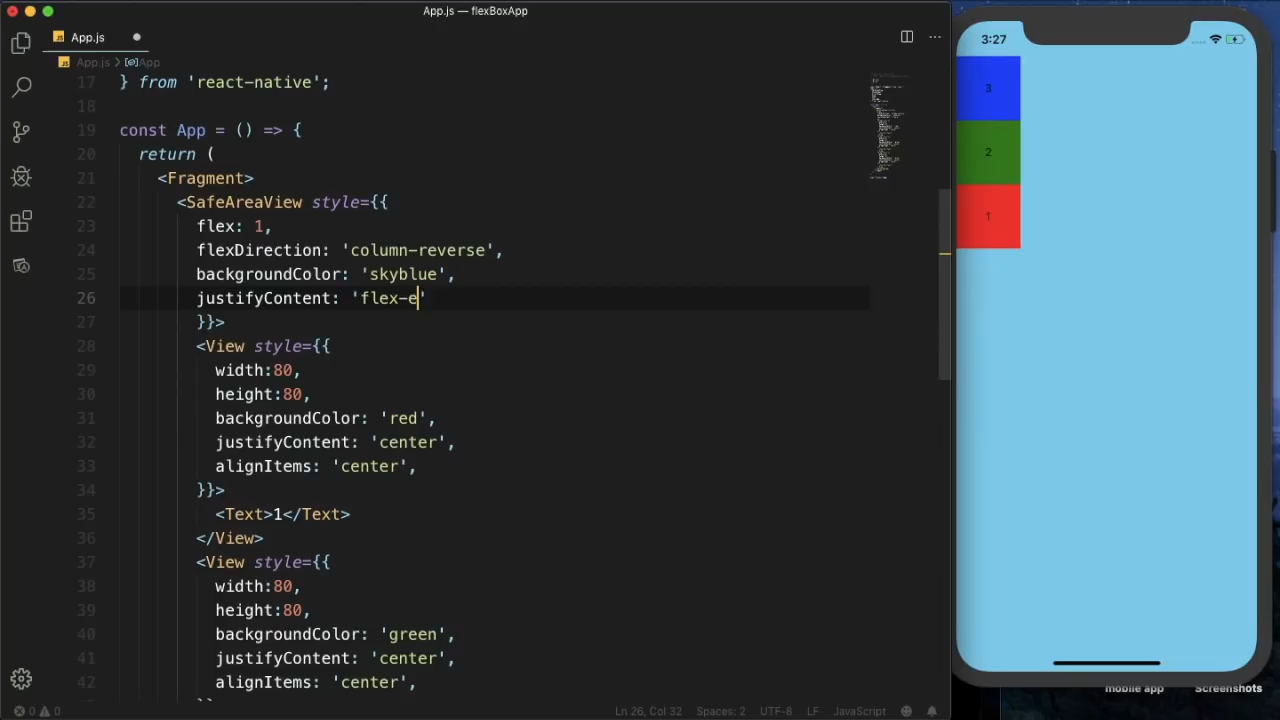 App.js — flexBoxApp
App.js
App.js > App
17 } from 'react-native';
18
19 const App = () => {
20 return (
21 <Fragment>
22 <SafeAreaView style={{
23 flex: 1,
24 flexDirection: 'column-reverse',
25 backgroundColor: 'skyblue',
26 justifyContent: 'flex-e'
27 }}>
28 <View style={{
29 width:80,
30 height:80,
31 backgroundColor: 'red',
32 justifyContent: 'center',
33 alignItems: 'center',
34 }}>
35 <Text>1</Text>
36 </View>
37 <View style={{
38 width:80,
39 height:80,
40 backgroundColor: 'green',
41 justifyContent: 'center',
42 alignItems: 'center',
0 0
Ln 26, Col 32 Spaces: 2 UTF-8 LF JavaScript
3:27
3
2
1
mobile app Screenshots